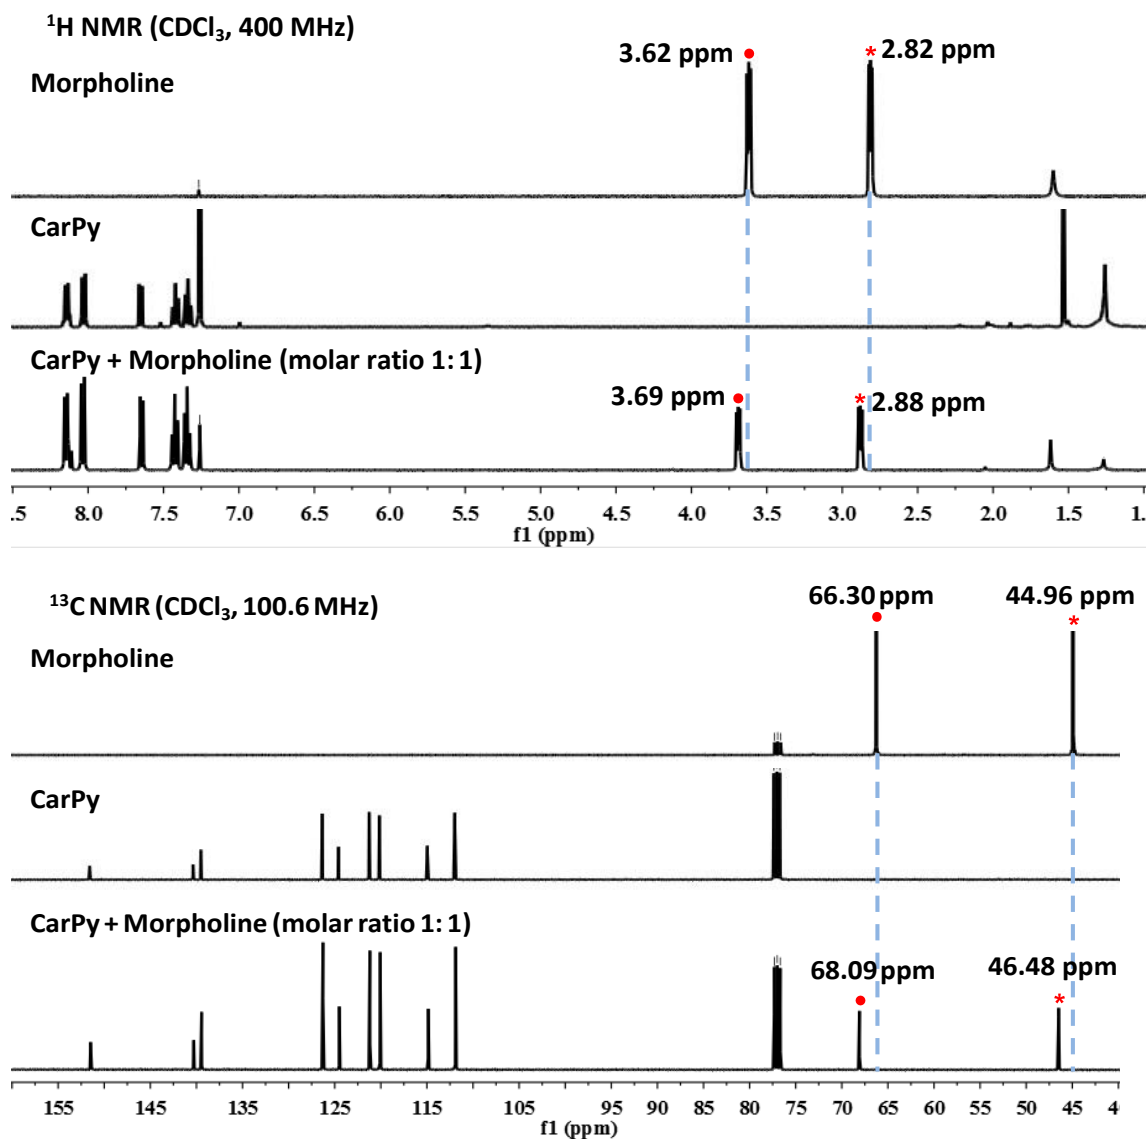 ¹H NMR (CDCl₃, 400 MHz)
Morpholine
3.62 ppm
* 2.82 ppm
CarPy
CarPy + Morpholine (molar ratio 1: 1)
3.69 ppm
* 2.88 ppm
.5 8.0 7.5 7.0 6.5 6.0 5.5 5.0 4.5 4.0 3.5 3.0 2.5 2.0 1.5 1.
f1 (ppm)
¹³C NMR (CDCl₃, 100.6 MHz)
66.30 ppm 44.96 ppm
*
Morpholine
CarPy
CarPy + Morpholine (molar ratio 1: 1)
68.09 ppm 46.48 ppm
*
155 145 135 125 115 105 95 90 85 80 75 70 65 60 55 50 45 40
f1 (ppm)